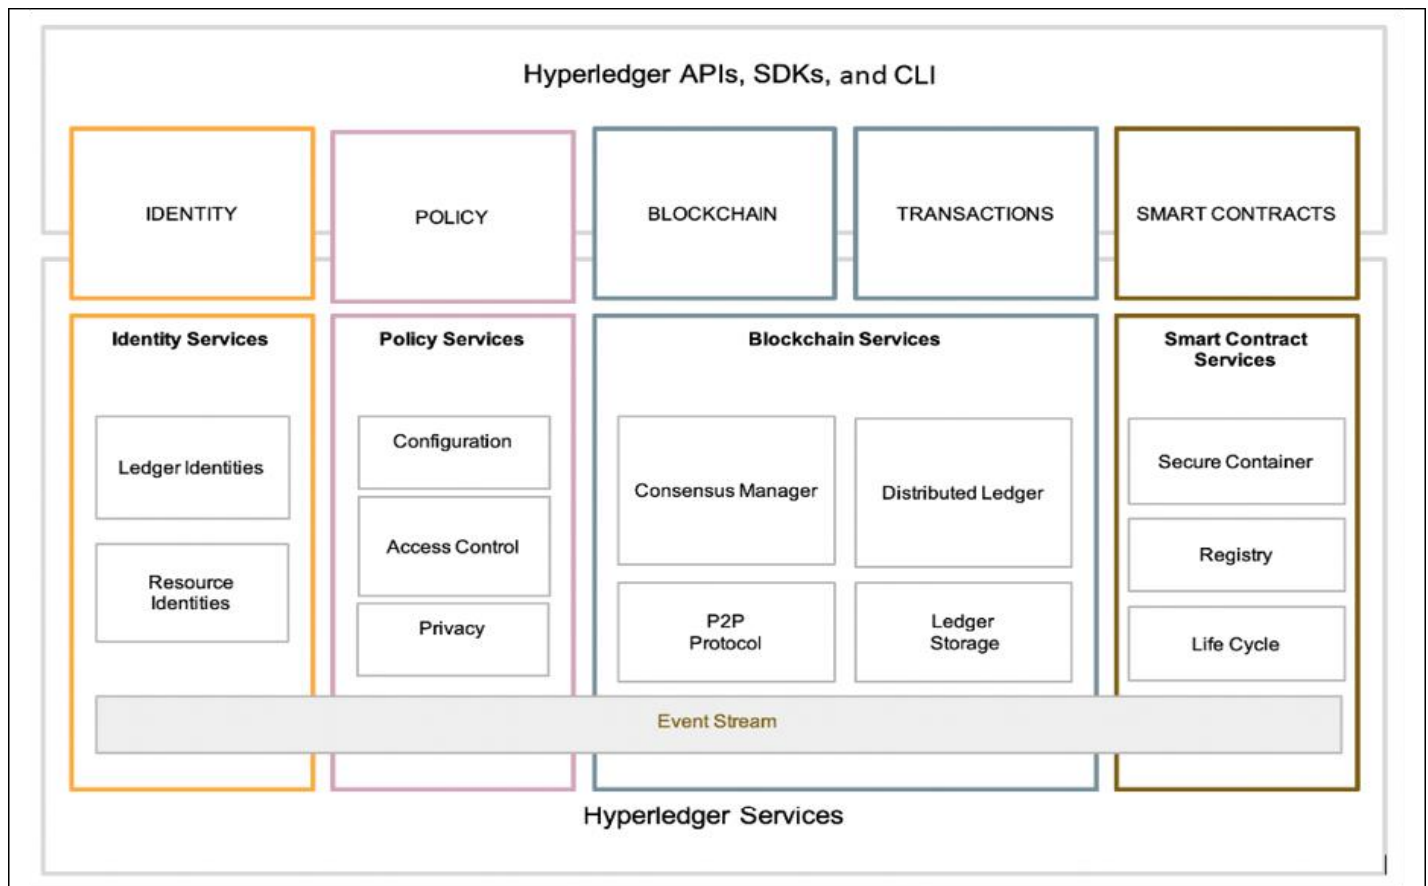 Hyperledger APIs, SDKs, and CLI
IDENTITY
POLICY
BLOCKCHAIN
TRANSACTIONS
SMART CONTRACTS
Identity Services
Ledger Identities
Resource
Identities
Policy Services
Configuration
Access Control
Privacy
Blockchain Services
Consensus Manager
Distributed Ledger
P2P
Protocol
Ledger
Storage
Smart Contract
Services
Secure Container
Registry
Life Cycle
Event Stream
Hyperledger Services